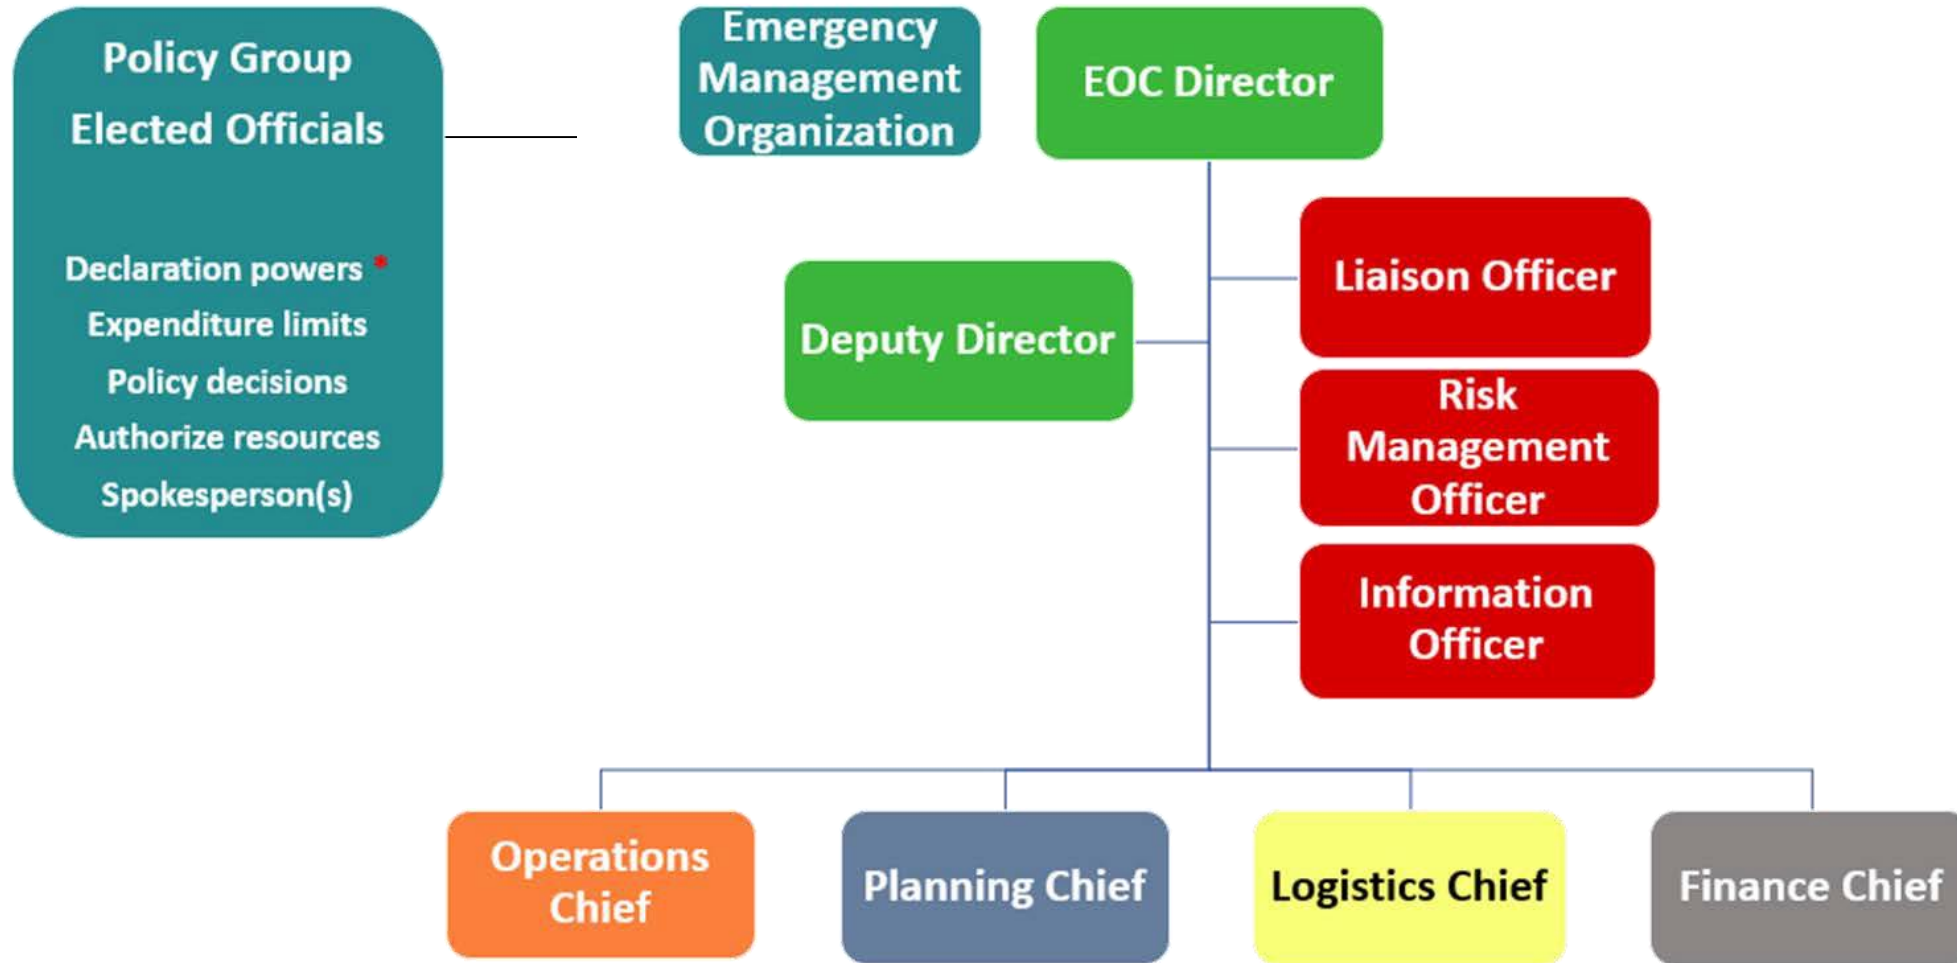 Policy Group
Elected Officials
Declaration powers *
Expenditure limits
Policy decisions
Authorize resources
Spokesperson(s)
Emergency
Management
Organization
EOC Director
Deputy Director
Liaison Officer
Risk
Management
Officer
Information
Officer
Operations
Chief
Planning Chief
Logistics Chief
Finance Chief